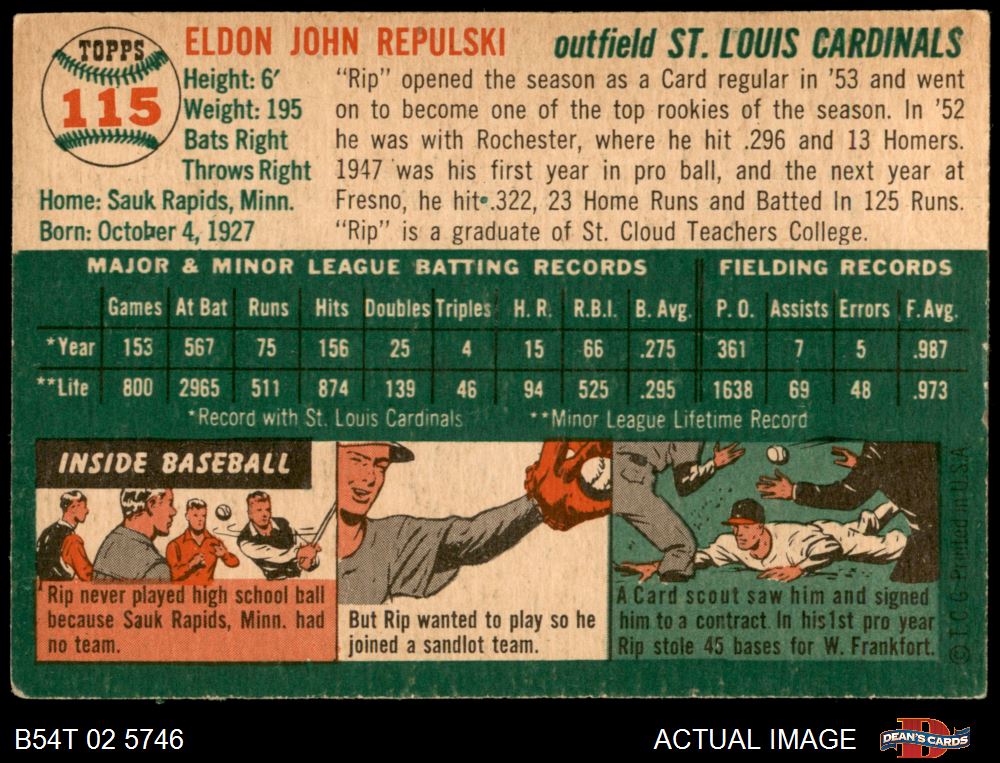 TOPPS
115
ELDON JOHN REPULSKI
outfield ST. LOUIS CARDINALS
Height: 6'
Weight: 195
Bats Right
Throws Right
Home: Sauk Rapids, Minn.
Born: October 4, 1927
"Rip" opened the season as a Card regular in '53 and went
on to become one of the top rookies of the season. In '52
he was with Rochester, where he hit .296 and 13 Homers.
1947 was his first year in pro ball, and the next year at
Fresno, he hit .322, 23 Home Runs and Batted In 125 Runs.
"Rip" is a graduate of St. Cloud Teachers College.
MAJOR & MINOR LEAGUE BATTING RECORDS FIELDING RECORDS
Games At Bat Runs Hits Doubles Triples H. R. R.B.I. B. Avg. P. O. Assists Errors F. Avg.
*Year 153 567 75 156 25 4 15 66 .275 361 7 5 .987
**Life 800 2965 511 874 139 46 94 525 .295 1638 69 48 .973
*Record with St. Louis Cardinals **Minor League Lifetime Record
INSIDE BASEBALL
Rip never played high school ball
because Sauk Rapids, Minn. had
no team.
But Rip wanted to play so he
joined a sandlot team.
A Card scout saw him and signed
him to a contract. In his 1st pro year
Rip stole 45 bases for W. Frankfort.
© T.C.G. Printed in U.S.A
B54T 02 5746
ACTUAL IMAGE
D
DEAN'S CARDS